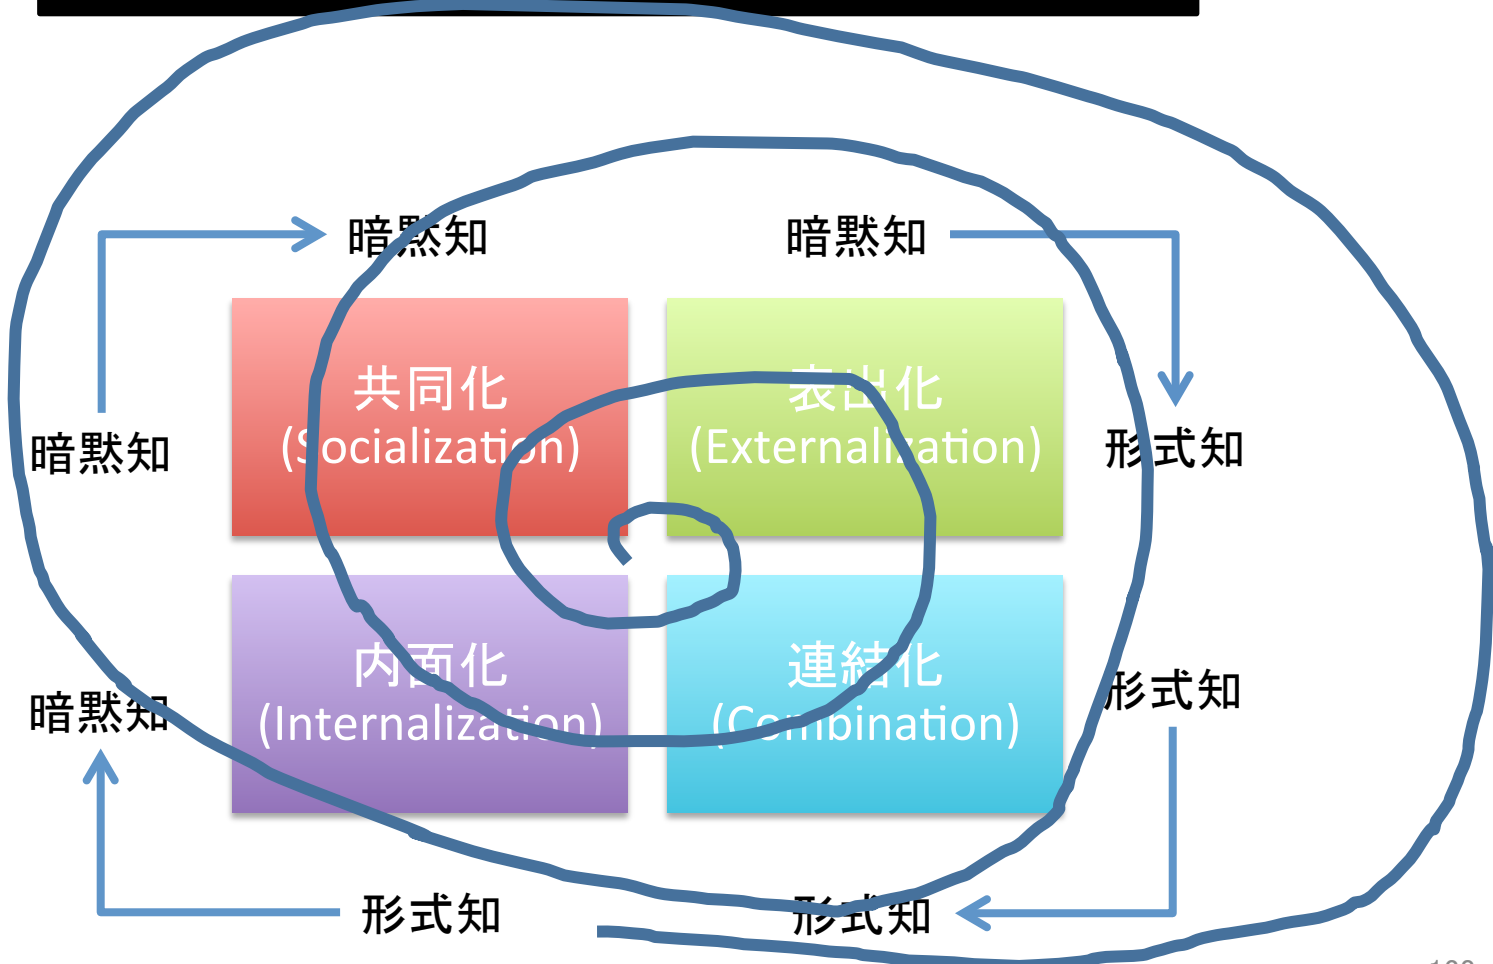 暗黙知
暗黙知
共同化
(Socialization)
表出化
(Externalization)
暗黙知
形式知
内面化
(Internalization)
連結化
(Combination)
暗黙知
形式知
形式知
形式知